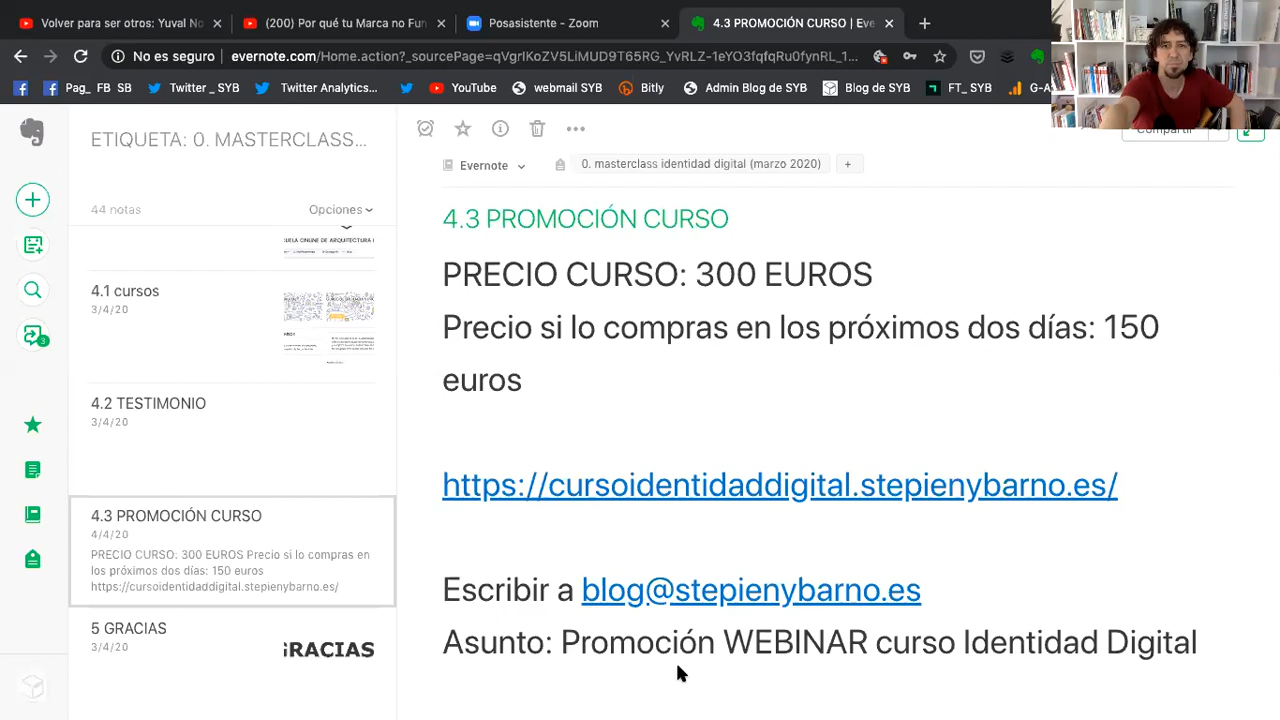 Volver para ser otros: Yuval No
(200) Por qué tu Marca no Fun
Posasistente - Zoom
4.3 PROMOCIÓN CURSO | Eve
No es seguro
evernote.com/Home.action?_sourcePage=qVgrIKoZV5LiMUD9T65RG_YvRLZ-1eYO3fqfqRu0fynRL_1...
Pag_ FB SB
Twitter _SYB
Twitter Analytics...
YouTube
webmail SYB
Bitly
Admin Blog de SYB
Blog de SYB
FT_ SYB
G-A
ETIQUETA: 0. MASTERCLASS...
44 notas
Opciones
4.1 cursos
3/4/20
4.2 TESTIMONIO
3/4/20
4.3 PROMOCIÓN CURSO
4/4/20
PRECIO CURSO: 300 EUROS Precio si lo compras en
los próximos dos días: 150 euros
https://cursoidentidaddigital.stepienybarno.es/
5 GRACIAS
3/4/20
GRACIAS
3
Compartir
Evernote
0. masterclass identidad digital (marzo 2020)
+
4.3 PROMOCIÓN CURSO
PRECIO CURSO: 300 EUROS
Precio si lo compras en los próximos dos días: 150
euros
https://cursoidentidaddigital.stepienybarno.es/
Escribir a blog@stepienybarno.es
Asunto: Promoción WEBINAR curso Identidad Digital